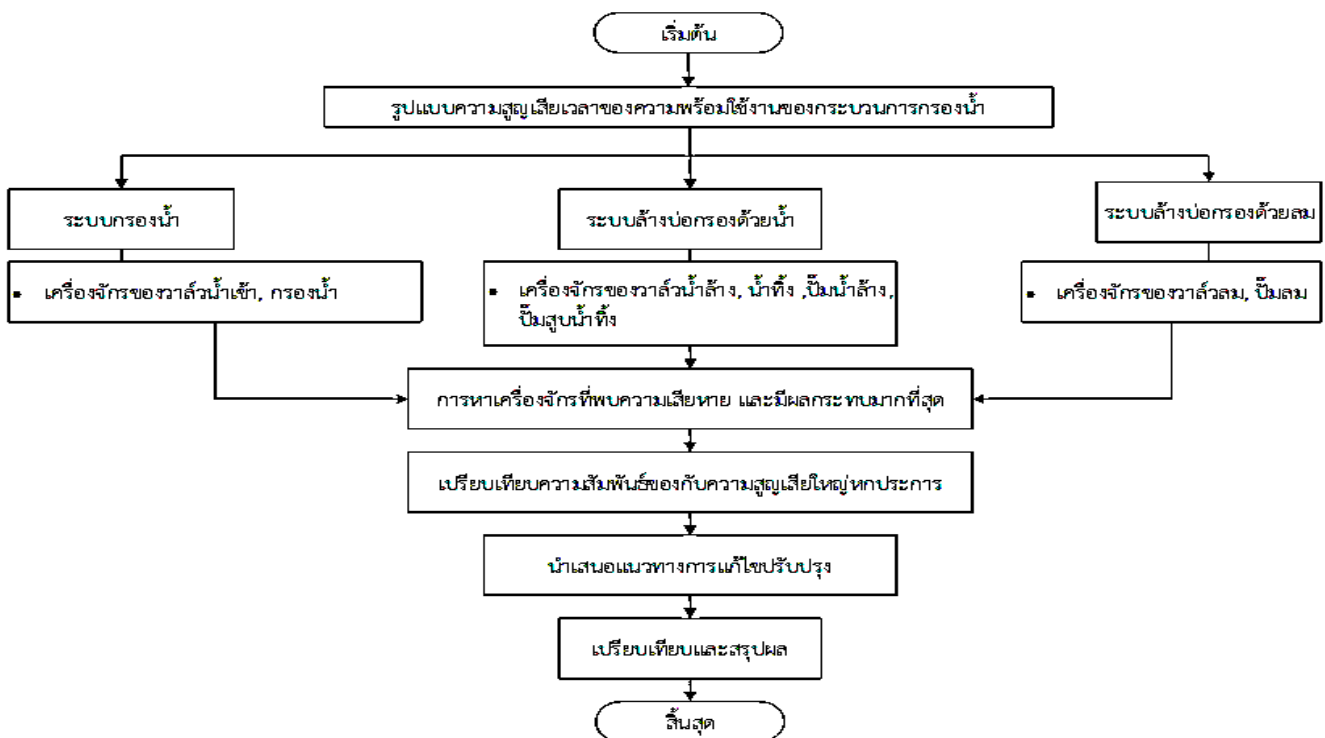 เริ่มต้น
รูปแบบความสูญเสียเวลาของความพร้อมใช้งานของกระบวนการกรองน้ำ
ระบบกรองน้ำ
ระบบล้างบ่อกรองด้วยน้ำ
ระบบล้างบ่อกรองด้วยลม
▪ เครื่องจักรของวาล์วน้ำเข้า, กรองน้ำ
▪ เครื่องจักรของวาล์วน้ำล้าง, น้ำทิ้ง ,ปั๊มน้ำล้าง,
ปั๊มสูบน้ำทิ้ง
▪ เครื่องจักรของวาล์วลม, ปั๊มลม
การหาเครื่องจักรที่พบความเสียหาย และมีผลกระทบมากที่สุด
เปรียบเทียบความสัมพันธ์ของกับความสูญเสียใหญ่หกประการ
นำเสนอแนวทางการแก้ไขปรับปรุง
เปรียบเทียบและสรุปผล
สิ้นสุด